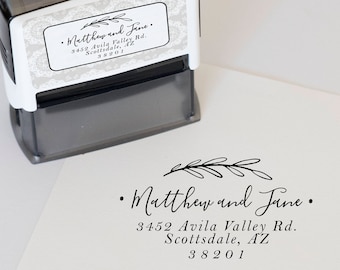 Matthew and Jane
3452 Avila Valley Rd.
Scottsdale, AZ
38201
• Matthew and Jane •
3452 Avila Valley Rd.
Scottsdale, AZ
38201